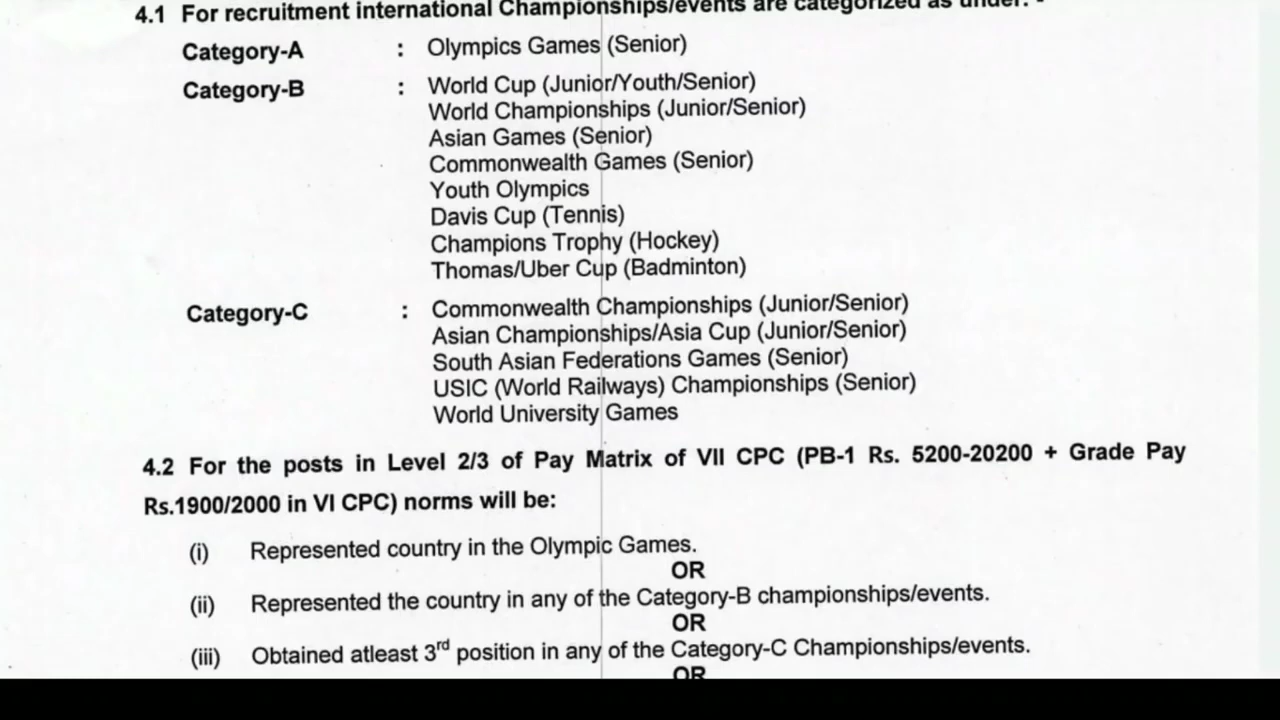 4.1 For recruitment international Championships/events are categorized as under: -
Category-A : Olympics Games (Senior)
Category-B : World Cup (Junior/Youth/Senior)
World Championships (Junior/Senior)
Asian Games (Senior)
Commonwealth Games (Senior)
Youth Olympics
Davis Cup (Tennis)
Champions Trophy (Hockey)
Thomas/Uber Cup (Badminton)
Category-C : Commonwealth Championships (Junior/Senior)
Asian Championships/Asia Cup (Junior/Senior)
South Asian Federations Games (Senior)
USIC (World Railways) Championships (Senior)
World University Games
4.2 For the posts in Level 2/3 of Pay Matrix of VII CPC (PB-1 Rs. 5200-20200 + Grade Pay
Rs.1900/2000 in VI CPC) norms will be:
(i) Represented country in the Olympic Games.
OR
(ii) Represented the country in any of the Category-B championships/events.
OR
(iii) Obtained atleast 3rd position in any of the Category-C Championships/events.
OR